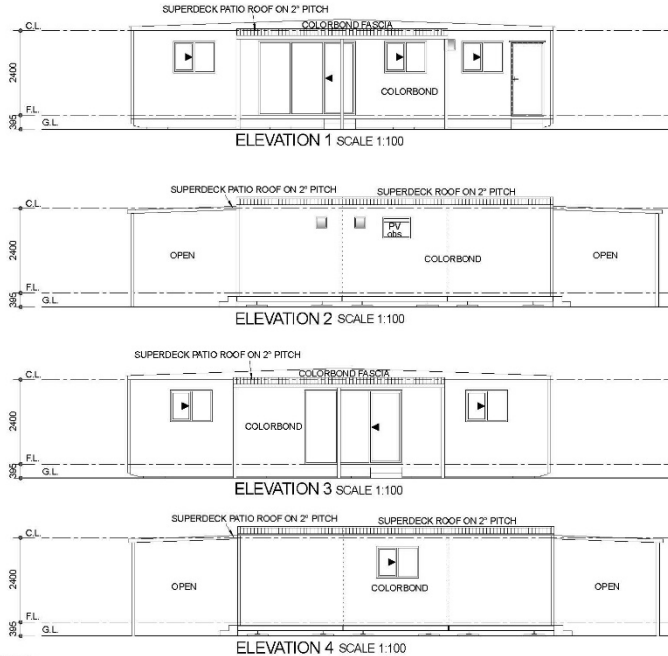 SUPERDECK PATIO ROOF ON 2° PITCH
C.L.
COLORBOND FASCIA
2400
COLORBOND
F.L.
395
G.L.
ELEVATION 1 SCALE 1:100
SUPERDECK PATIO ROOF ON 2° PITCH SUPERDECK ROOF ON 2° PITCH
C.L.
PV
obs
2400
OPEN COLORBOND OPEN
F.L.
395
G.L.
ELEVATION 2 SCALE 1:100
SUPERDECK PATIO ROOF ON 2° PITCH
C.L.
COLORBOND FASCIA
2400
COLORBOND
F.L.
395
G.L.
ELEVATION 3 SCALE 1:100
SUPERDECK PATIO ROOF ON 2° PITCH SUPERDECK ROOF ON 2° PITCH
C.L.
2400
OPEN COLORBOND OPEN
F.L.
395
G.L.
ELEVATION 4 SCALE 1:100